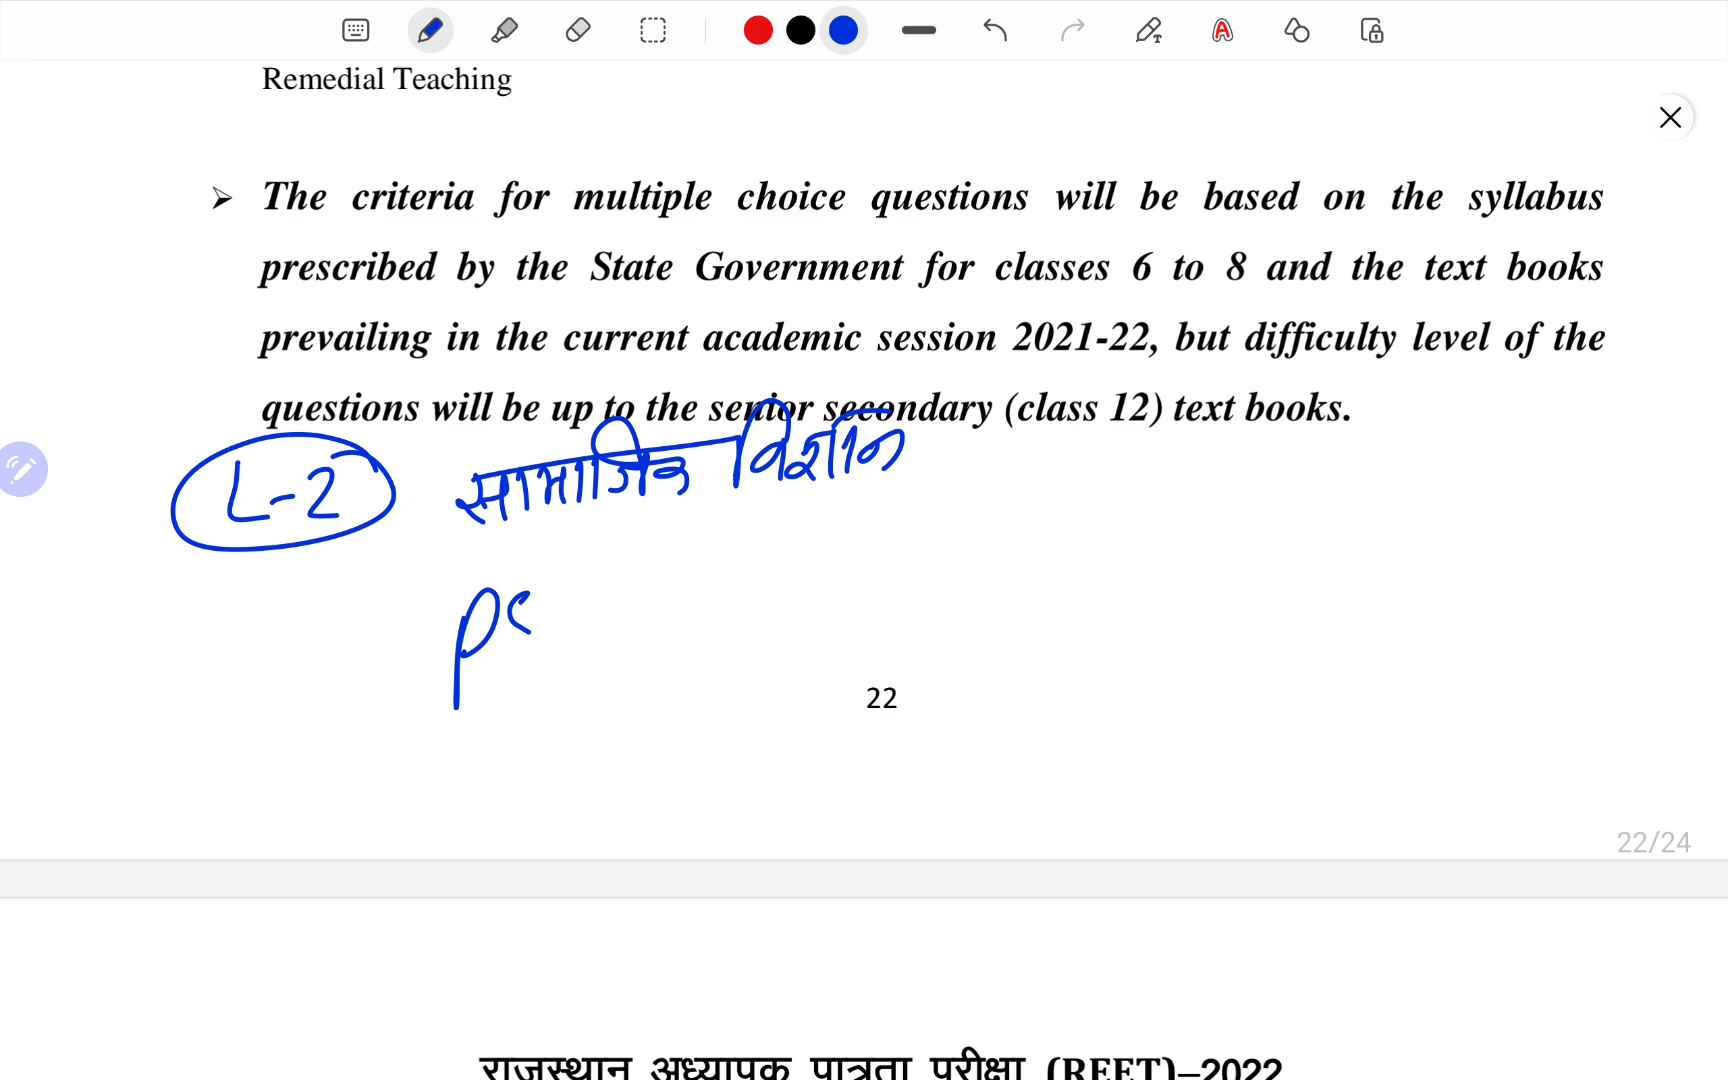 Remedial Teaching
➢ The criteria for multiple choice questions will be based on the syllabus
prescribed by the State Government for classes 6 to 8 and the text books
prevailing in the current academic session 2021-22, but difficulty level of the
questions will be up to the senior secondary (class 12) text books.
L-2 सामाजिक विज्ञान
22
22/24
राजस्थान अध्यापक पात्रता परीक्षा (REET)–2022